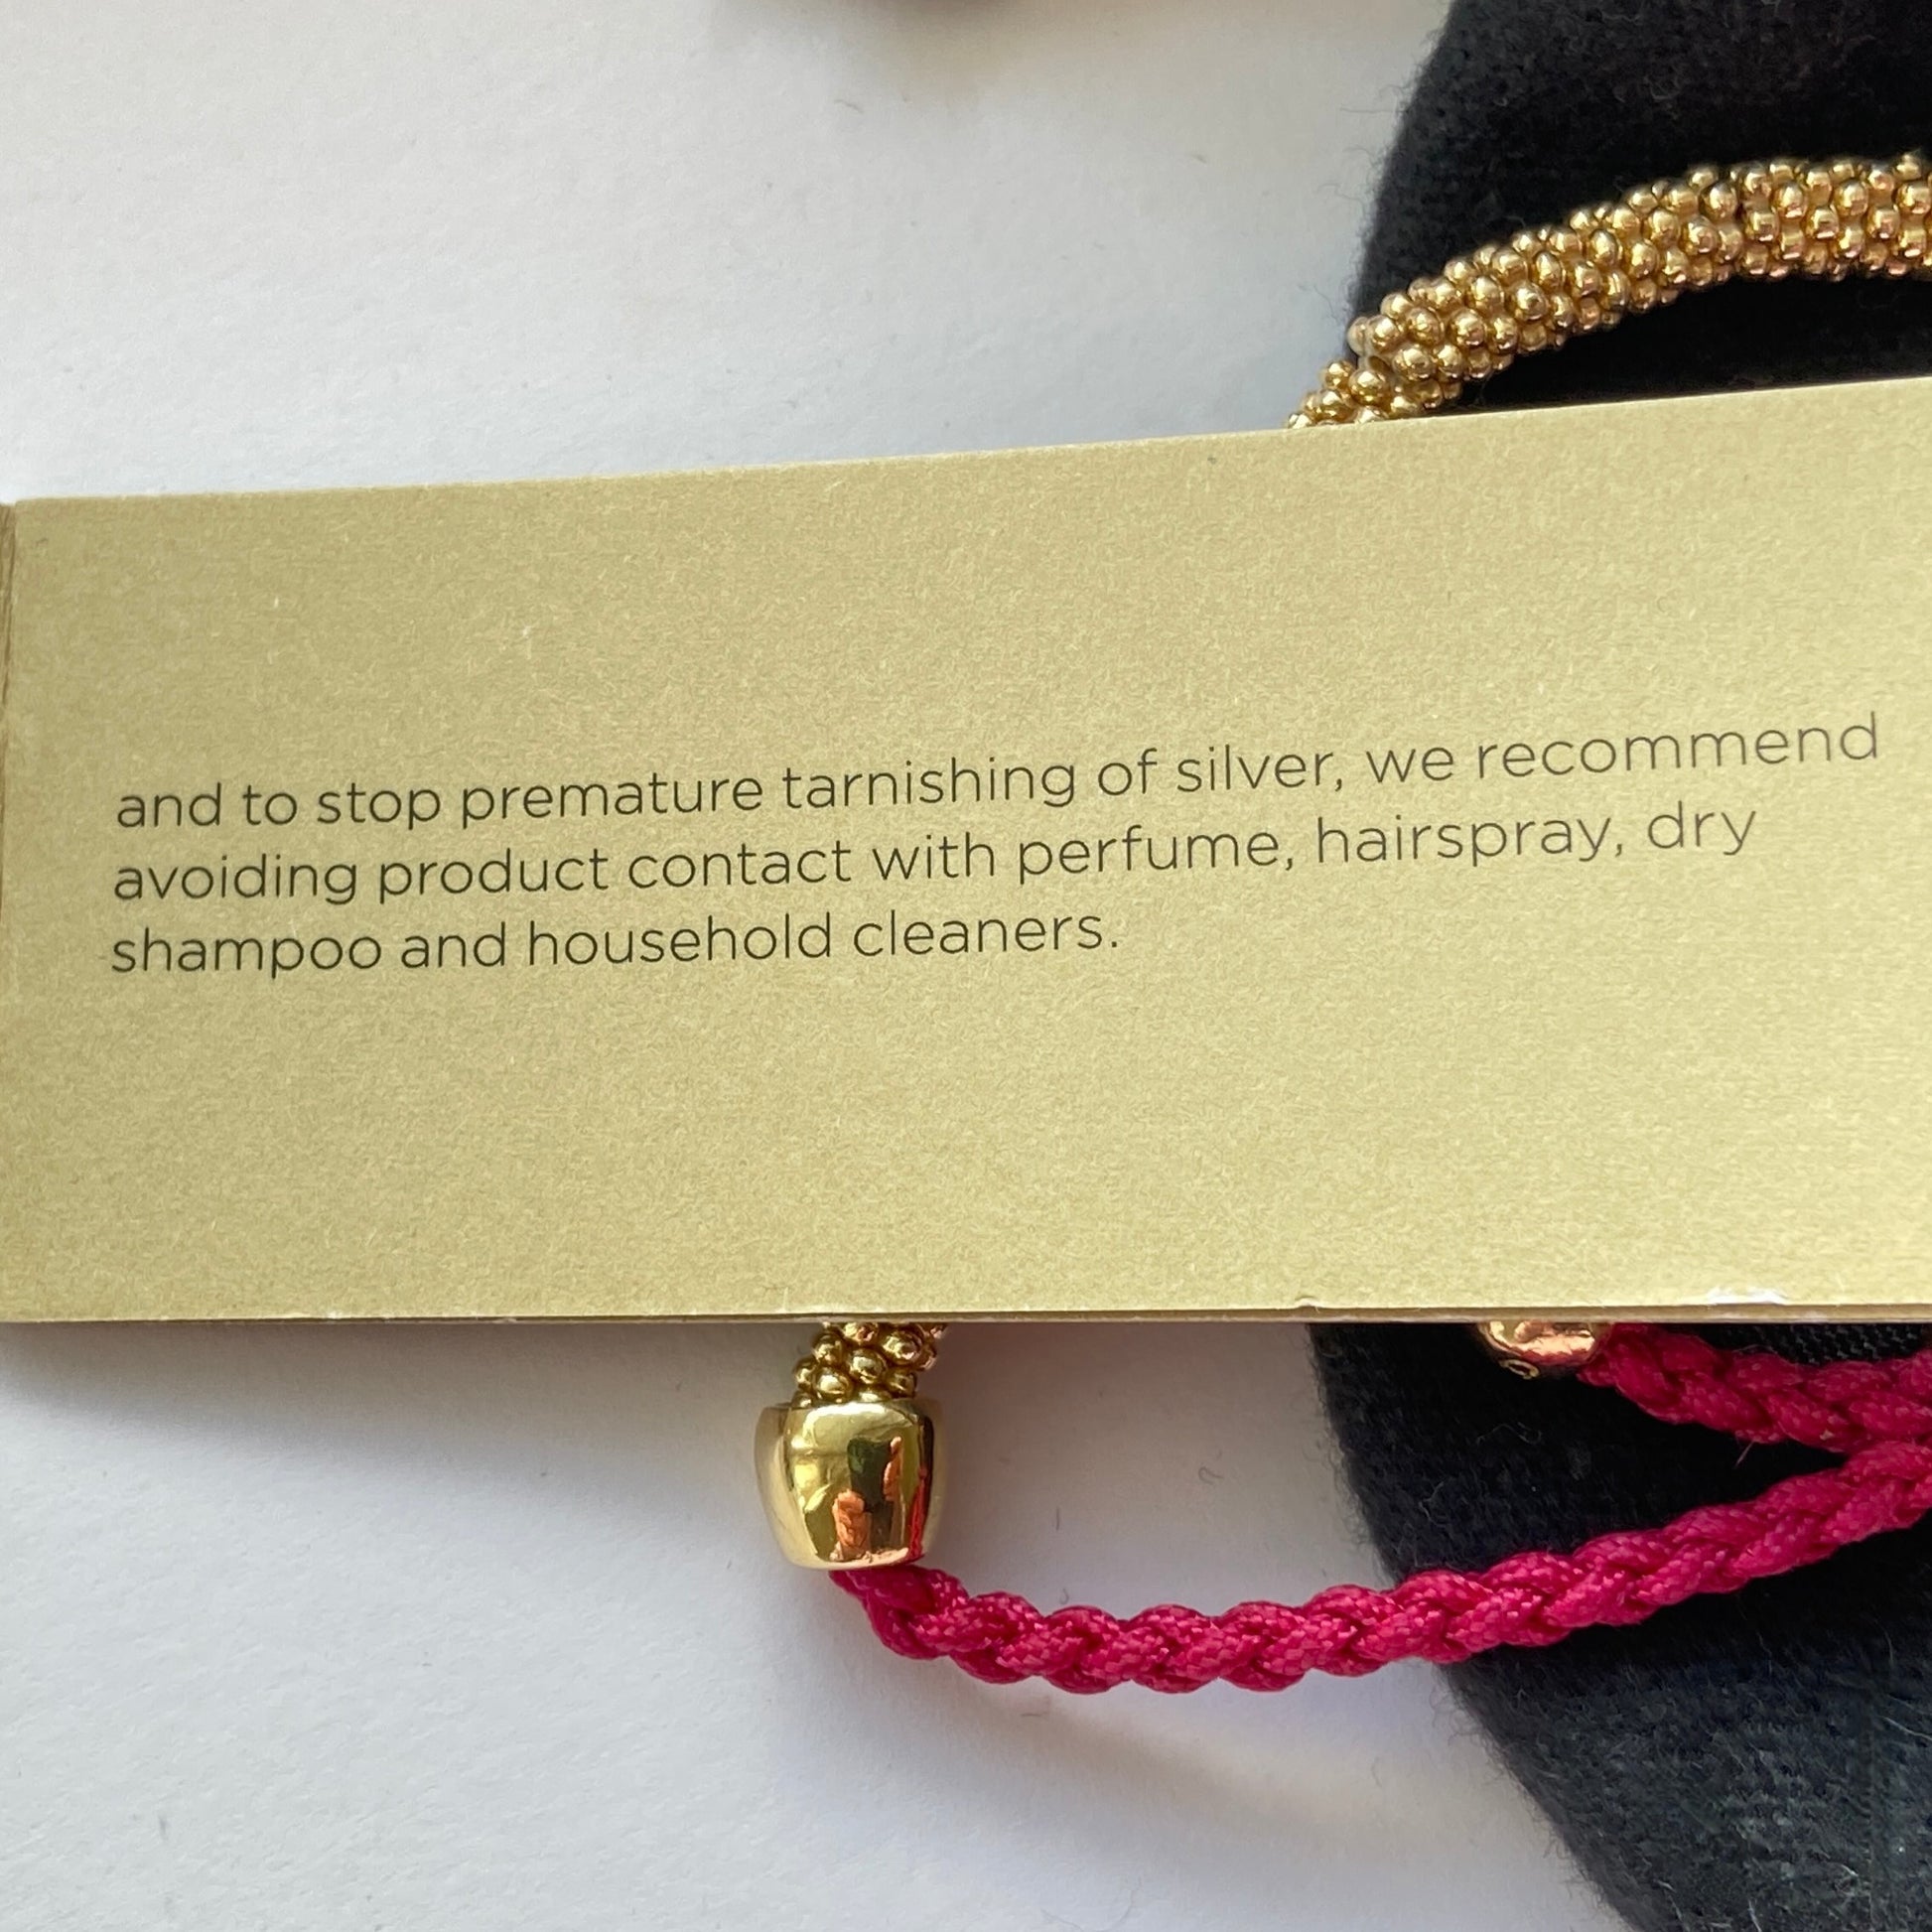 and to stop premature tarnishing of silver, we recommend
avoiding product contact with perfume, hairspray, dry
shampoo and household cleaners.